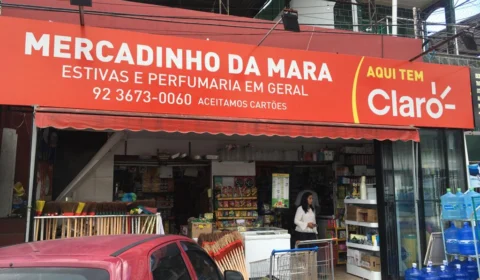 MERCADINHO DA MARA
ESTIVAS E PERFUMARIA EM GERAL
92 3673-0060 ACEITAMOS CARTÕES
AQUI TEM
Claro